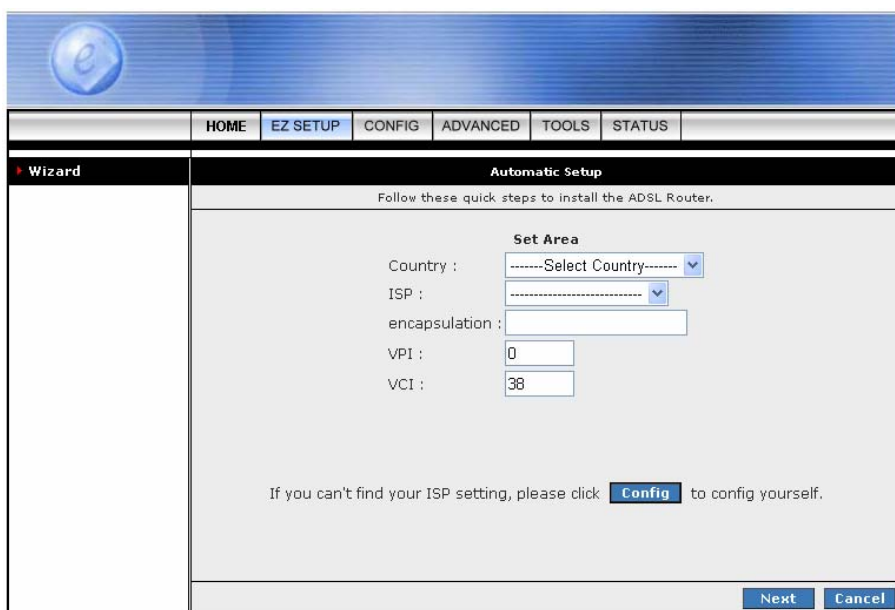 e
HOME EZ SETUP CONFIG ADVANCED TOOLS STATUS
Wizard
Automatic Setup
Follow these quick steps to install the ADSL Router.
Set Area
Country : -------Select Country-------
ISP : ---------------------------
encapsulation :
VPI : 0
VCI : 38
If you can't find your ISP setting, please click Config to config yourself.
Next Cancel